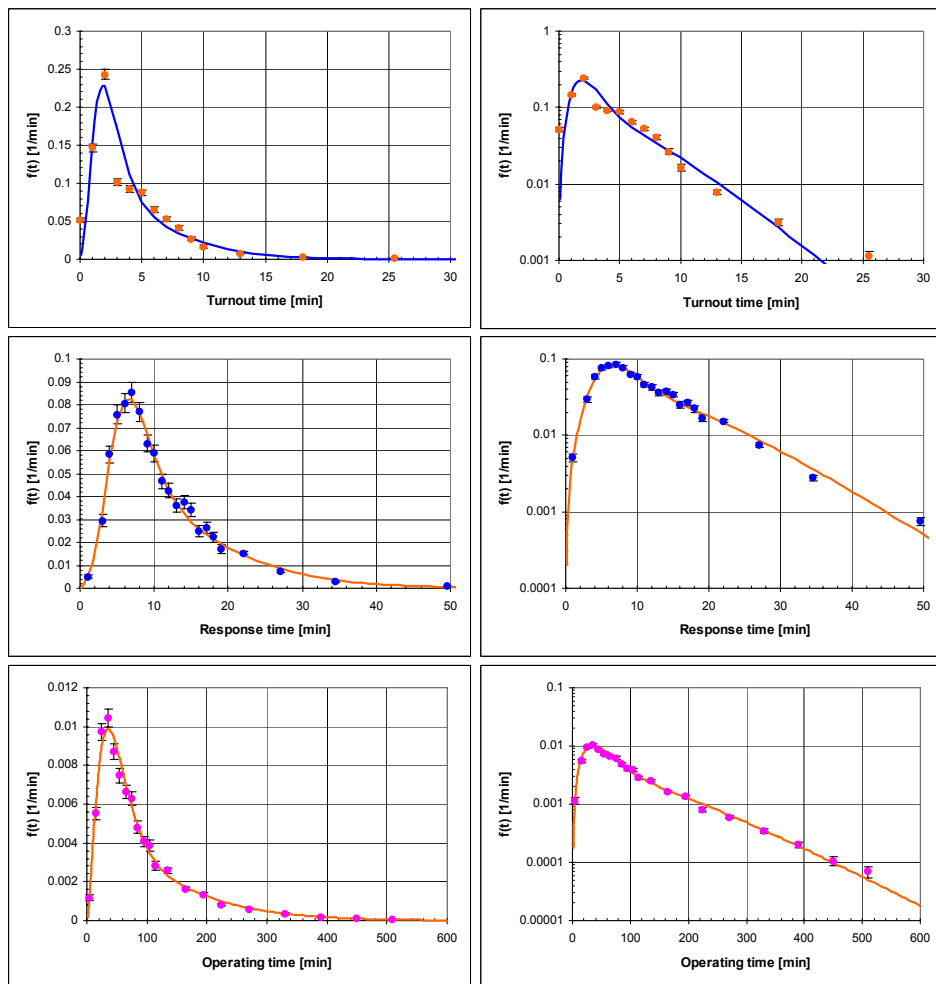 0.3
0.25
0.2
0.15
0.1
0.05
0
0 5 10 15 20 25 30
f(t) [1/min]
Turnout time [min]
1
0.1
0.01
0.001
0 5 10 15 20 25 30
f(t) [1/min]
Turnout time [min]
0.1
0.09
0.08
0.07
0.06
0.05
0.04
0.03
0.02
0.01
0
0 10 20 30 40 50
f(t) [1/min]
Response time [min]
0.1
0.01
0.001
0.0001
0 10 20 30 40 50
f(t) [1/min]
Response time [min]
0.012
0.01
0.008
0.006
0.004
0.002
0
0 100 200 300 400 500 600
f(t) [1/min]
Operating time [min]
0.1
0.01
0.001
0.0001
0.00001
0 100 200 300 400 500 600
f(t) [1/min]
Operating time [min]